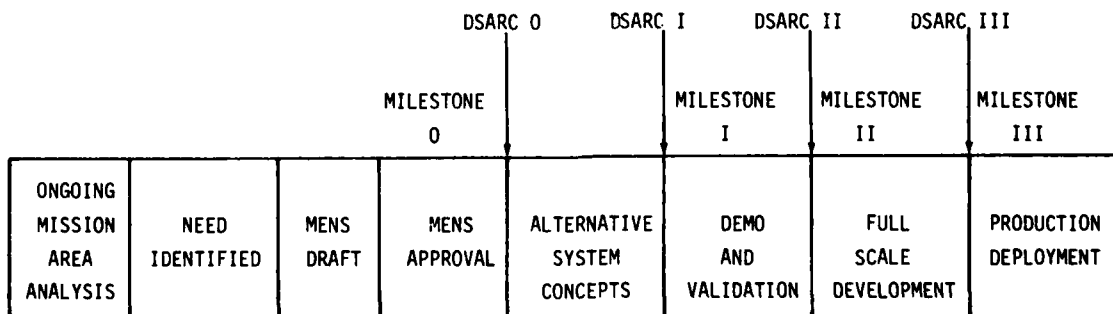 DSARC 0 DSARC I DSARC II DSARC III
MILESTONE 0
MILESTONE I
MILESTONE II
MILESTONE III
ONGOING
MISSION
AREA
ANALYSIS
NEED
IDENTIFIED
MENS
DRAFT
MENS
APPROVAL
ALTERNATIVE
SYSTEM
CONCEPTS
DEMO
AND
VALIDATION
FULL
SCALE
DEVELOPMENT
PRODUCTION
DEPLOYMENT